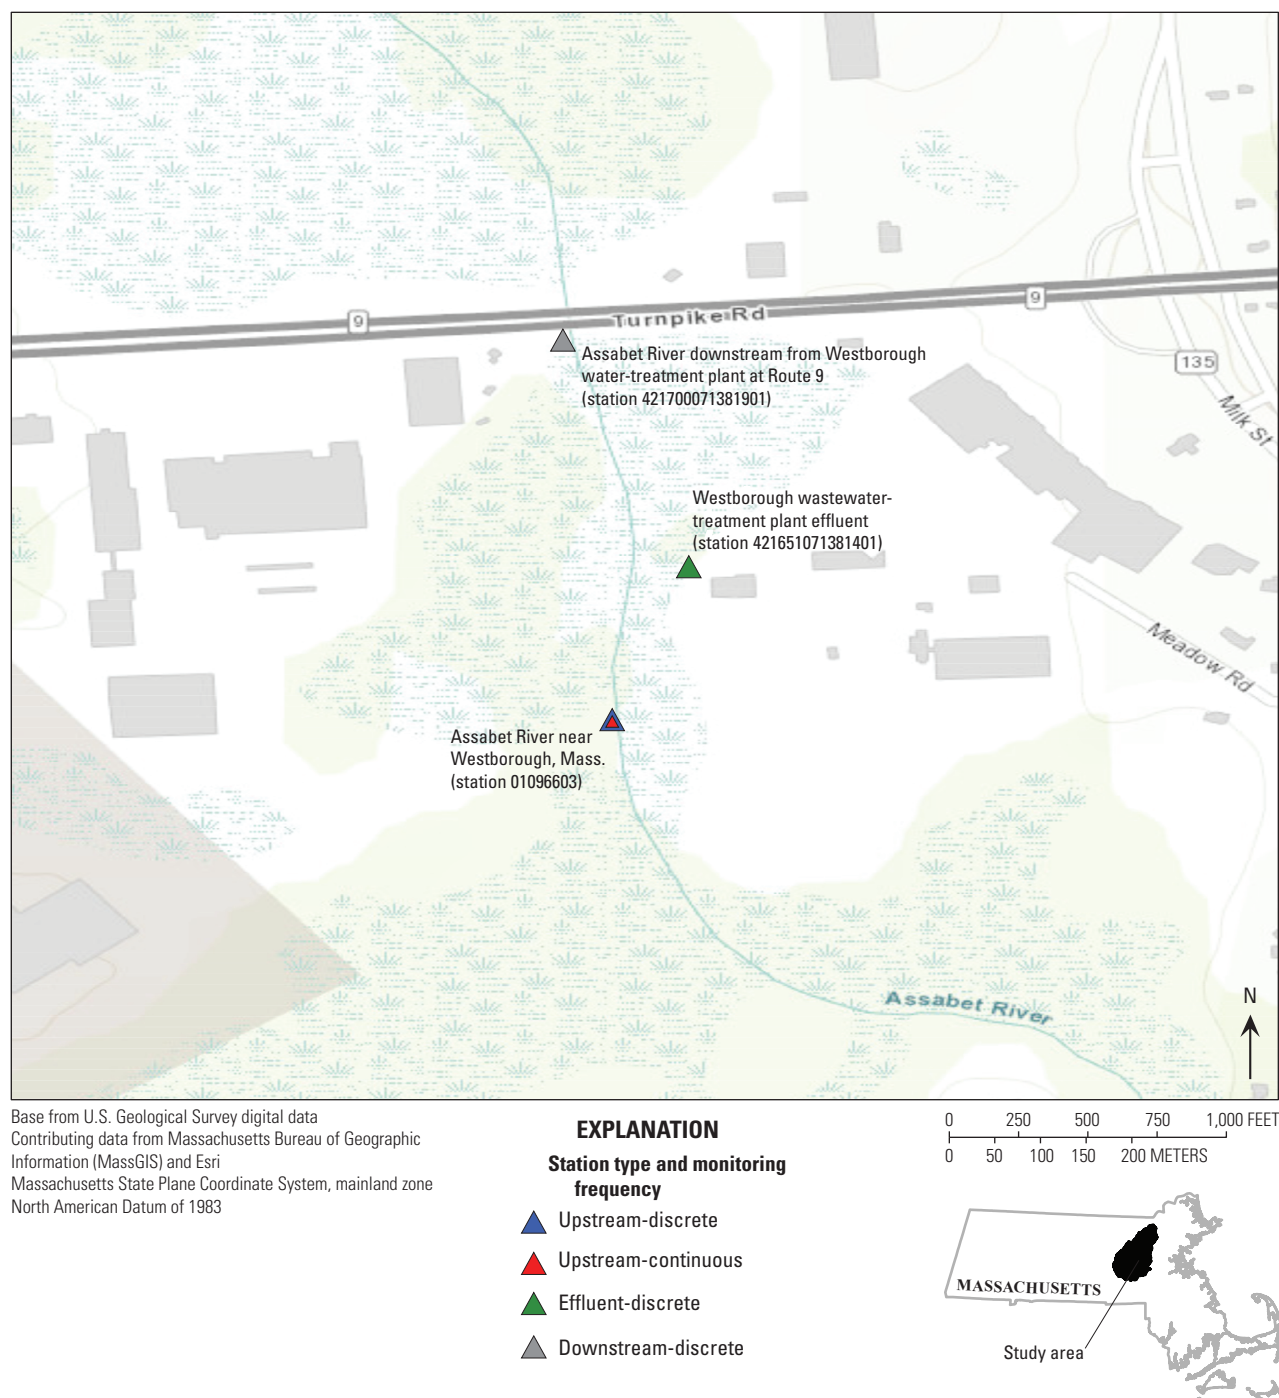 9
Turnpike Rd
9
Assabet River downstream from Westborough
water-treatment plant at Route 9
(station 421700071381901)
135
Milk St
Westborough wastewater-
treatment plant effluent
(station 421651071381401)
Meadow Rd
Assabet River near
Westborough, Mass.
(station 01096603)
Assabet River
N
Base from U.S. Geological Survey digital data
Contributing data from Massachusetts Bureau of Geographic
Information (MassGIS) and Esri
Massachusetts State Plane Coordinate System, mainland zone
North American Datum of 1983
EXPLANATION
Station type and monitoring
frequency
Upstream-discrete
Upstream-continuous
Effluent-discrete
Downstream-discrete
0 250 500 750 1,000 FEET
0 50 100 150 200 METERS
MASSACHUSETTS
Study area